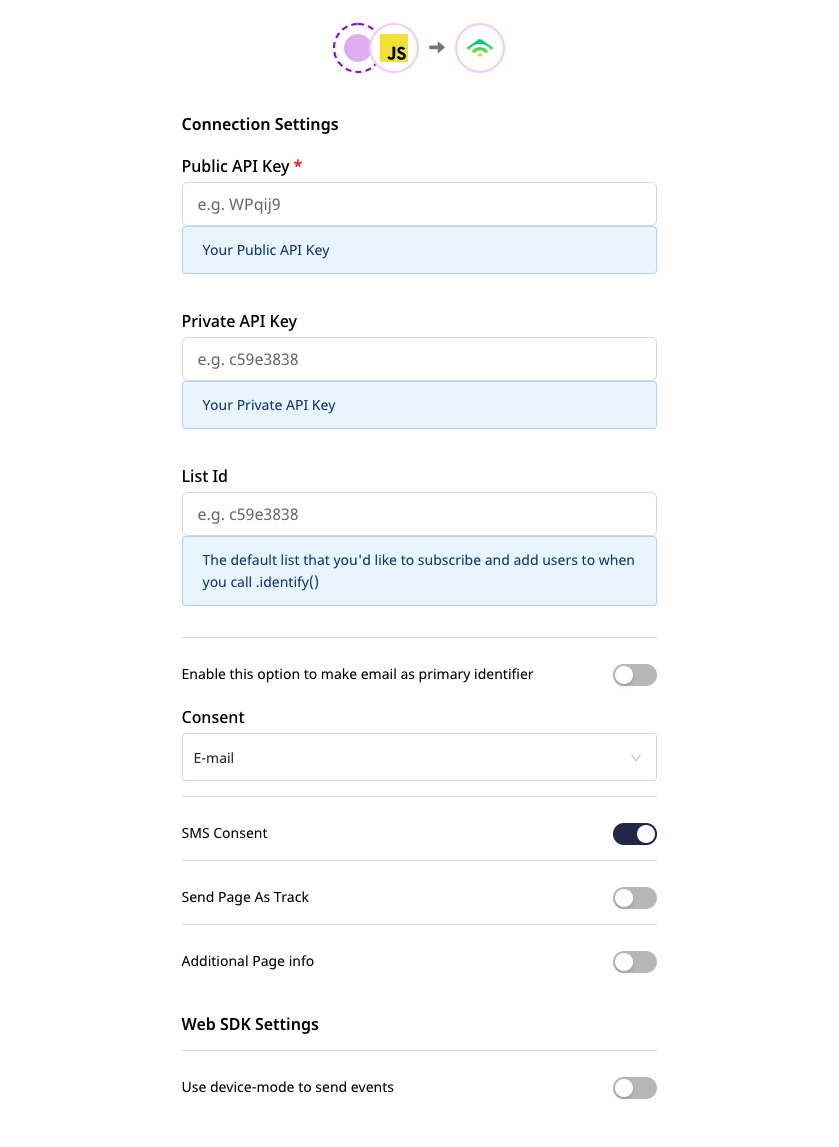 JS
Connection Settings
Public API Key *
e.g. WPqij9
Your Public API Key
Private API Key
e.g. c59e3838
Your Private API Key
List Id
e.g. c59e3838
The default list that you'd like to subscribe and add users to when
you call .identify()
Enable this option to make email as primary identifier
Consent
E-mail
SMS Consent
Send Page As Track
Additional Page info
Web SDK Settings
Use device-mode to send events